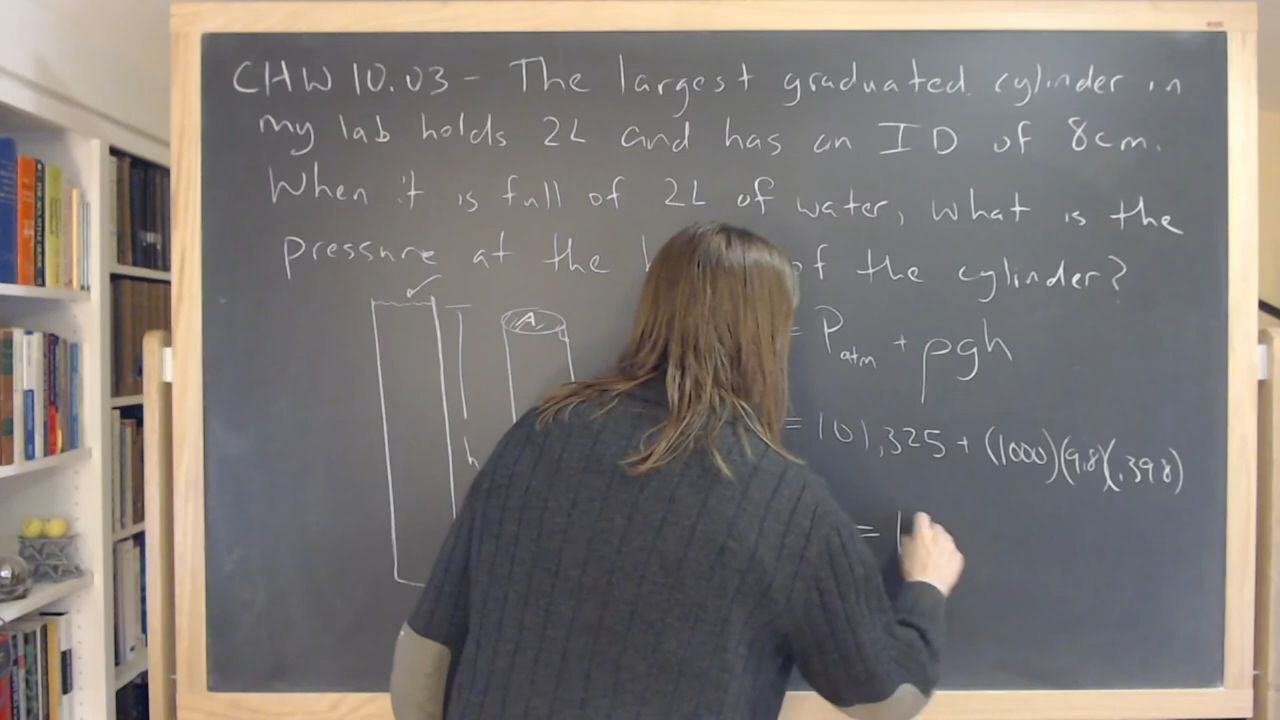 CHW 10.03 - The largest graduated cylinder in
my lab holds 2L and has an ID of 8cm.
When it is full of 2L of water, what is the
pressure at the of the cylinder?
A
= Patm + ρgh
= 101,325 + (1000)(9.8)(.398)
h
=